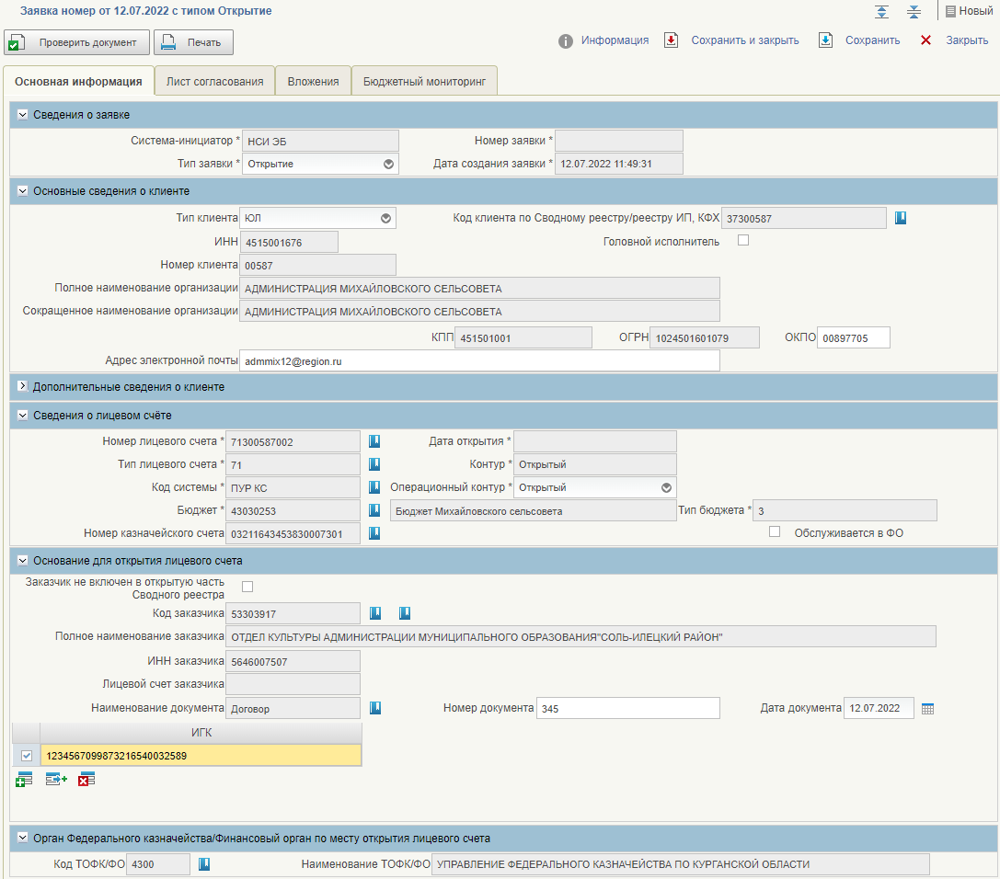 Заявка номер от 12.07.2022 с типом Открытие
Новый
Проверить документ Печать
Информация Сохранить и закрыть Сохранить Закрыть
Основная информация Лист согласования Вложения Бюджетный мониторинг
Сведения о заявке
Система-инициатор * НСИ ЭБ Номер заявки *
Тип заявки * Открытие Дата создания заявки * 12.07.2022 11:49:31
Основные сведения о клиенте
Тип клиента ЮЛ Код клиента по Сводному реестру/реестру ИП, КФХ 37300587
ИНН 4515001676 Головной исполнитель
Номер клиента 00587
Полное наименование организации АДМИНИСТРАЦИЯ МИХАЙЛОВСКОГО СЕЛЬСОВЕТА
Сокращенное наименование организации АДМИНИСТРАЦИЯ МИХАЙЛОВСКОГО СЕЛЬСОВЕТА
КПП 451501001 ОГРН 1024501601079 ОКПО 00897705
Адрес электронной почты admmix12@region.ru
Дополнительные сведения о клиенте
Сведения о лицевом счёте
Номер лицевого счета * 71300587002 Дата открытия *
Тип лицевого счета * 71 Контур * Открытый
Код системы * ПУР КС Операционный контур * Открытый
Бюджет * 43030253 Бюджет Михайловского сельсовета Тип бюджета * 3
Номер казначейского счета 03211643453830007301 Обслуживается в ФО
Основание для открытия лицевого счета
Заказчик не включен в открытую часть
Сводного реестра
Код заказчика 53303917
Полное наименование заказчика ОТДЕЛ КУЛЬТУРЫ АДМИНИСТРАЦИИ МУНИЦИПАЛЬНОГО ОБРАЗОВАНИЯ"СОЛЬ-ИЛЕЦКИЙ РАЙОН"
ИНН заказчика 5646007507
Лицевой счет заказчика
Наименование документа Договор Номер документа 345 Дата документа 12.07.2022
ИГК
1234567099873216540032589
Орган Федерального казначейства/Финансовый орган по месту открытия лицевого счета
Код ТОФК/ФО 4300 Наименование ТОФК/ФО УПРАВЛЕНИЕ ФЕДЕРАЛЬНОГО КАЗНАЧЕЙСТВА ПО КУРГАНСКОЙ ОБЛАСТИ